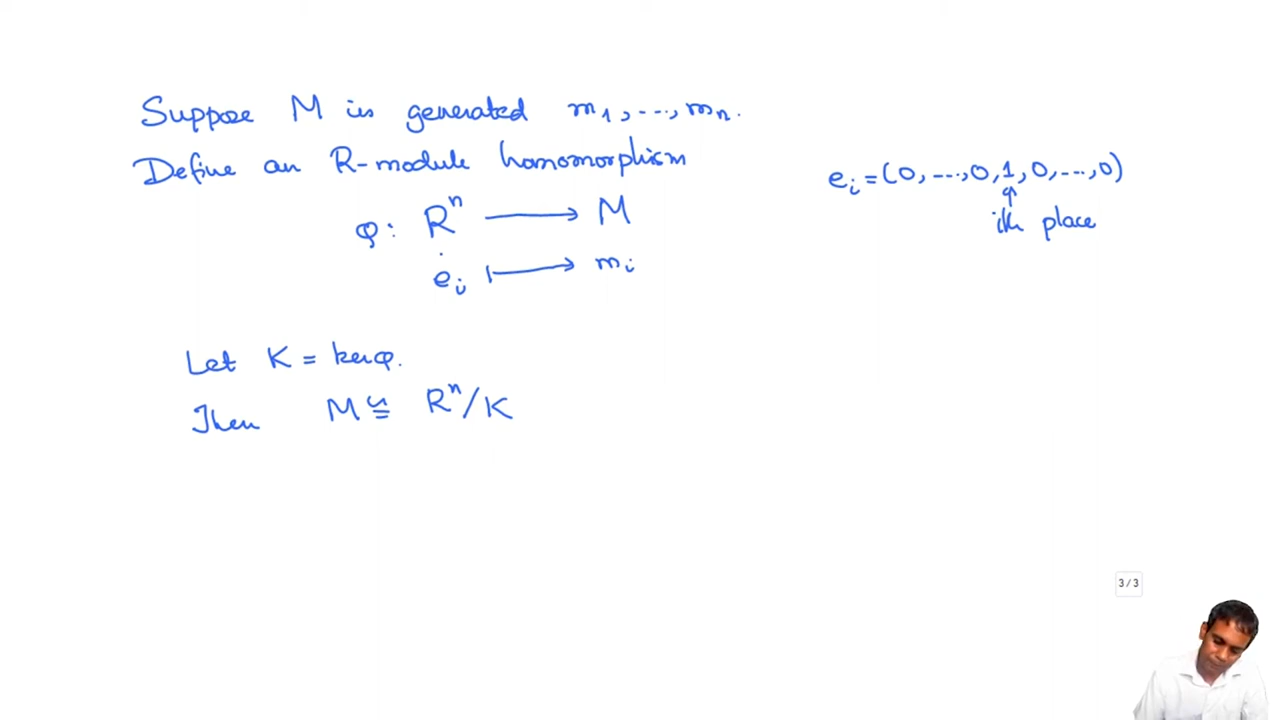 Suppose M is generated m₁, ..., mₙ.
Define an R-module homomorphism
φ: Rⁿ ⟶ M
eᵢ ⟼ mᵢ
eᵢ = (0, ..., 0, 1, 0, ..., 0)
↑
ith place
Let K = ker φ.
Then M ≅ Rⁿ/K
3 / 3